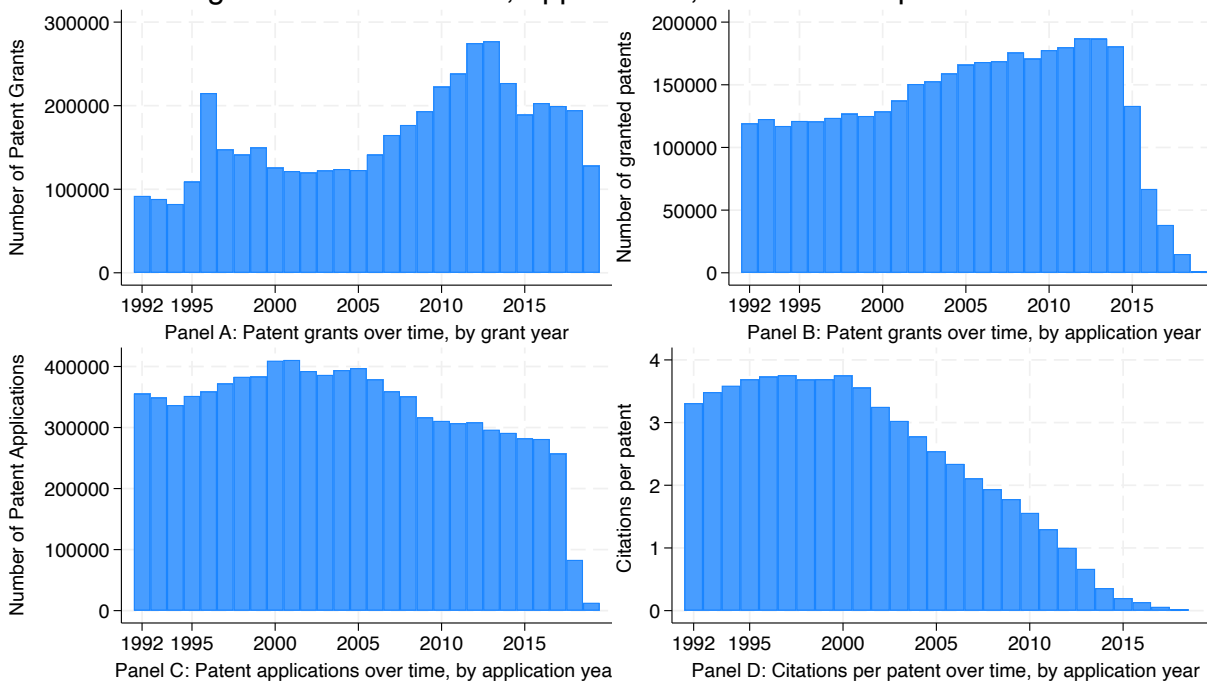 300000
200000
100000
0
Number of Patent Grants
1992 1995 2000 2005 2010 2015
Panel A: Patent grants over time, by grant year
200000
150000
100000
50000
0
Number of granted patents
1992 1995 2000 2005 2010 2015
Panel B: Patent grants over time, by application year
400000
300000
200000
100000
0
Number of Patent Applications
1992 1995 2000 2005 2010 2015
Panel C: Patent applications over time, by application yea
4
3
2
1
0
Citations per patent
1992 1995 2000 2005 2010 2015
Panel D: Citations per patent over time, by application year